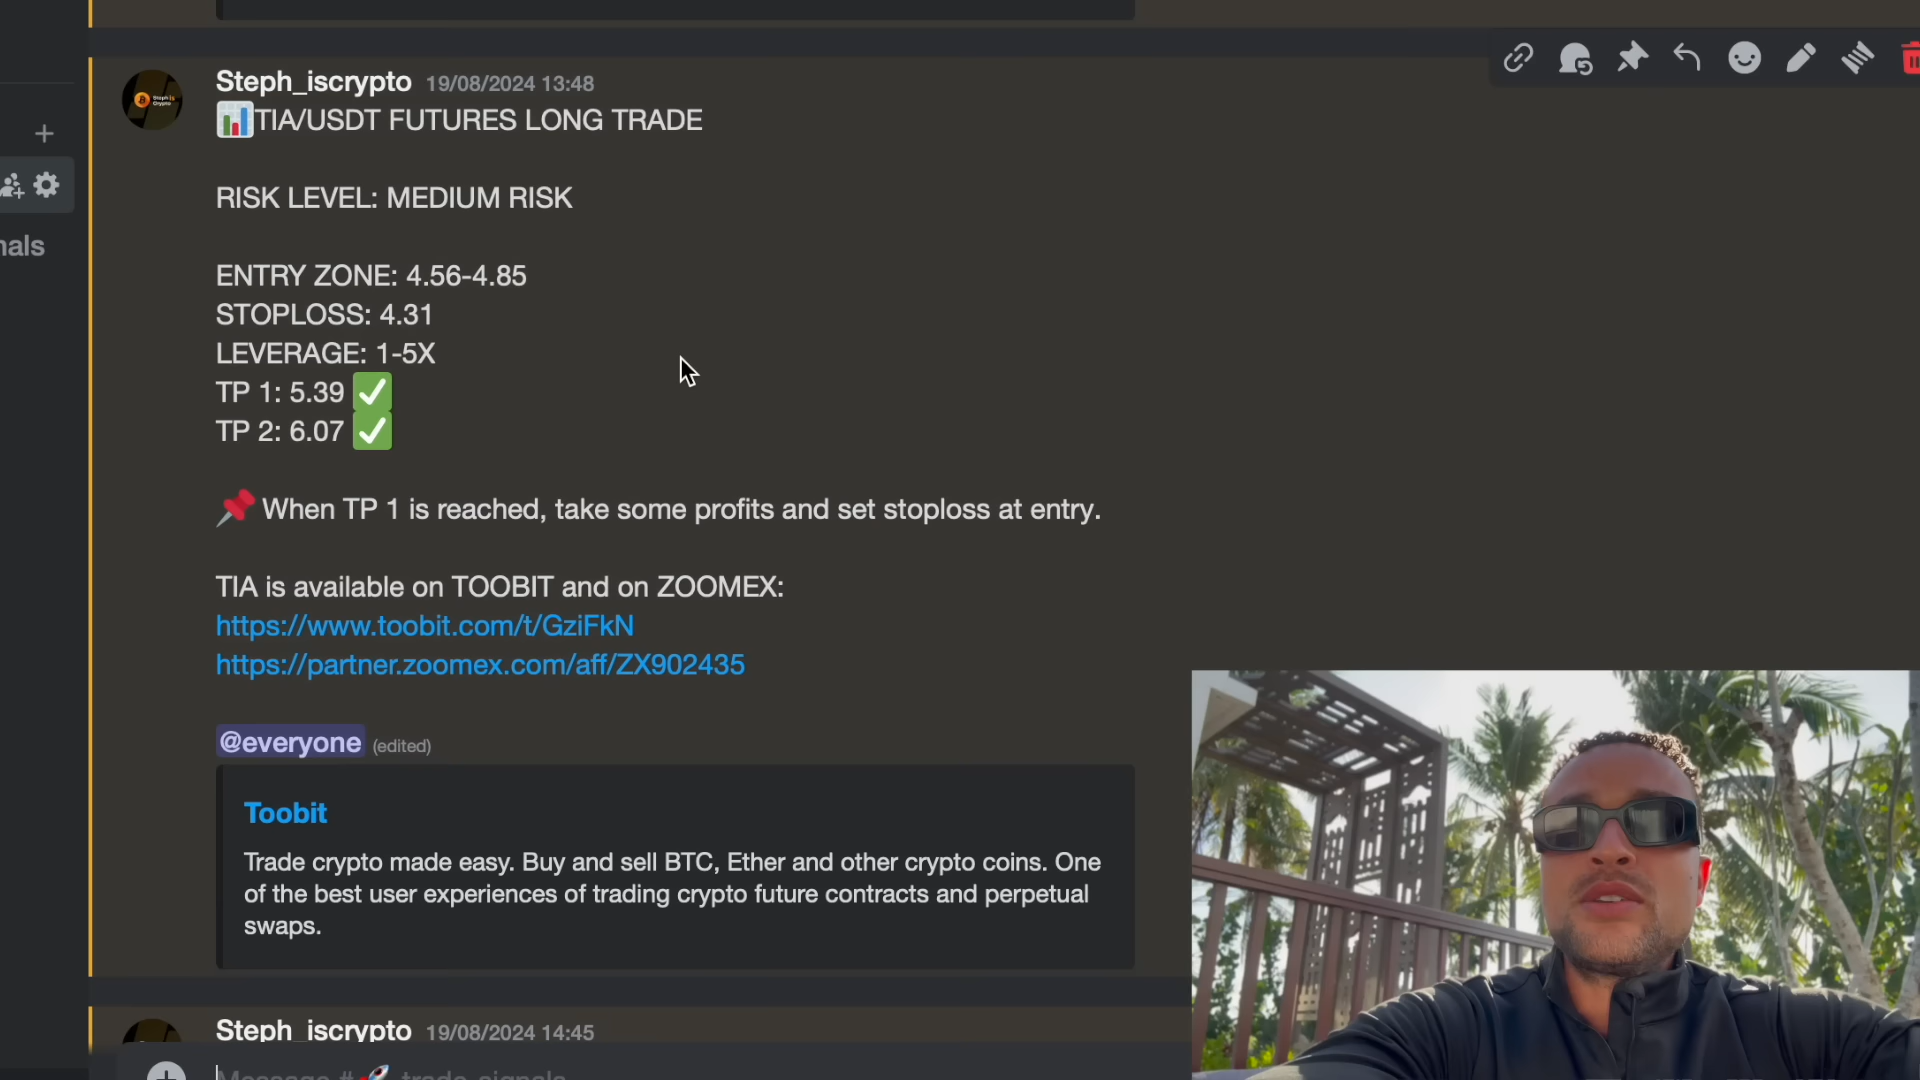 Steph_iscrypto 19/08/2024 13:48
TIA/USDT FUTURES LONG TRADE
RISK LEVEL: MEDIUM RISK
nals
ENTRY ZONE: 4.56-4.85
STOPLOSS: 4.31
LEVERAGE: 1-5X
TP 1: 5.39
TP 2: 6.07
When TP 1 is reached, take some profits and set stoploss at entry.
TIA is available on TOOBIT and on ZOOMEX:
https://www.toobit.com/t/GziFkN
https://partner.zoomex.com/aff/ZX902435
@everyone (edited)
Toobit
Trade crypto made easy. Buy and sell BTC, Ether and other crypto coins. One
of the best user experiences of trading crypto future contracts and perpetual
swaps.
Steph_iscrypto 19/08/2024 14:45
Message # trade-signals